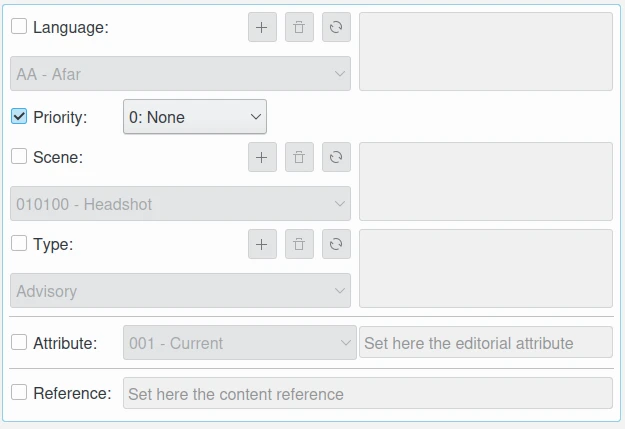 Language:
AA - Afar
Priority: 0: None
Scene:
010100 - Headshot
Type:
Advisory
Attribute: 001 - Current Set here the editorial attribute
Reference: Set here the content reference